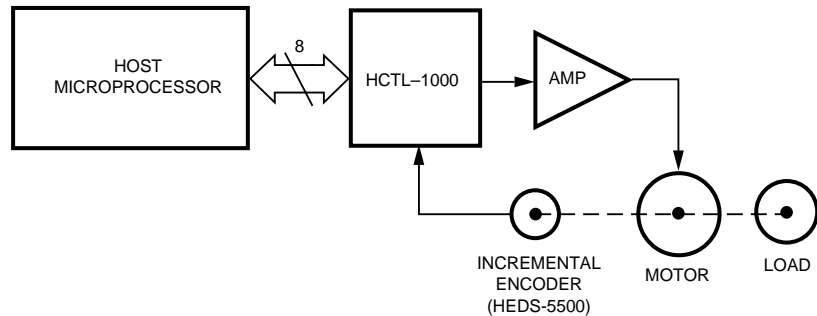 8
HOST
MICROPROCESSOR
HCTL–1000
AMP
INCREMENTAL
ENCODER
(HEDS-5500)
MOTOR
LOAD